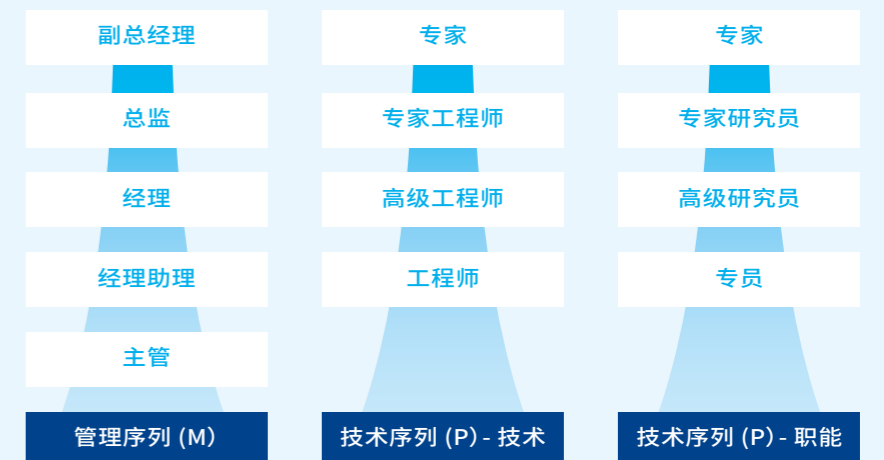 副总经理
总监
经理
经理助理
主管
管理序列 (M）
专家
专家工程师
高级工程师
工程师
技术序列 (P）- 技术
专家
专家研究员
高级研究员
专员
技术序列 (P）- 职能